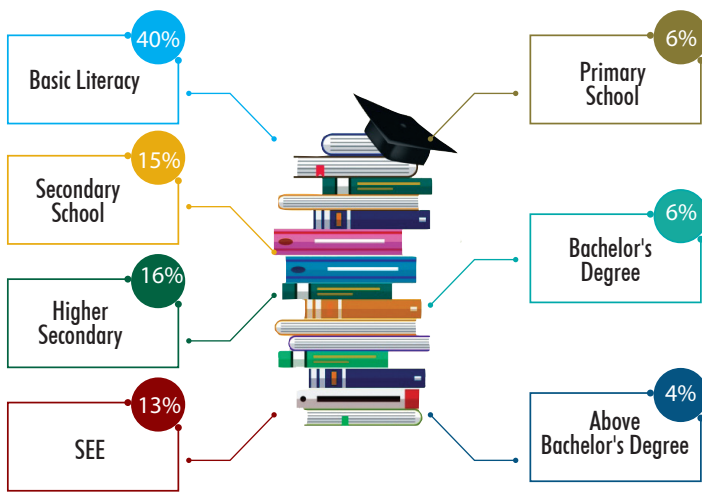 40%
Basic Literacy
15%
Secondary
School
16%
Higher
Secondary
13%
SEE
6%
Primary
School
6%
Bachelor's
Degree
4%
Above
Bachelor's Degree